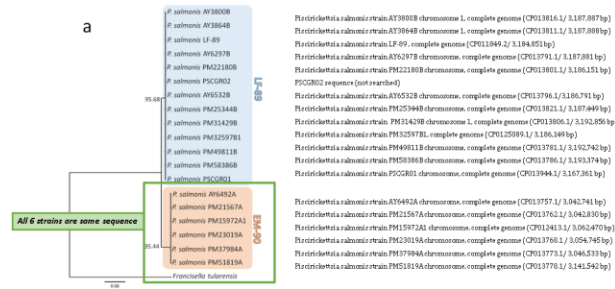 a
P. salmonis AY3800B
P. salmonis AY3864B
P. salmonis LF-89
P. salmonis AY6297B
P. salmonis PM22180B
P. salmonis PSCGR02
P. salmonis AY6532B
P. salmonis PM25344B
P. salmonis PM31429B
P. salmonis PM32597B1
P. salmonis PM49811B
P. salmonis PM58386B
P. salmonis PSCGR01
LF-89
95.68
P. salmonis AY6492A
P. salmonis PM21567A
P. salmonis PM15972A1
P. salmonis PM23019A
P. salmonis PM37984A
P. salmonis PM51819A
EM-90
95.44
Francisella tularensis
All 6 strains are same sequence
Piscirickettsia salmonis strain AY3800B chromosome 1, complete genome (CP013816.1/ 3,187,887 bp)
Piscirickettsia salmonis strain AY3864B chromosome 1, complete genome (CP013811.1/ 3,187,888 bp)
Piscirickettsia salmonis LF-89, complete genome (CP011849.2/ 3,184,851 bp)
Piscirickettsia salmonis strain AY6297B chromosome, complete genome (CP013791.1/ 3,187,881 bp)
Piscirickettsia salmonis strain PM22180B chromosome, complete genome (CP013801.1/ 3,186,151 bp)
PSCGR02 sequence (not searched)
Piscirickettsia salmonis strain AY6532B chromosome, complete genome (CP013796.1/ 3,186,791 bp)
Piscirickettsia salmonis strain PM25344B chromosome, complete genome (CP013821.1/ 3,187,449 bp)
Piscirickettsia salmonis strain PM31429B chromosome 1, complete genome (CP013806.1/ 3,192,856 bp)
Piscirickettsia salmonis strain PM32597B1, complete genome (CP0125089.1/ 3,186,149 bp)
Piscirickettsia salmonis strain PM49811B chromosome, complete genome (CP013781.1/ 3,192,742 bp)
Piscirickettsia salmonis strain PM58386B chromosome, complete genome (CP013786.1/ 3,193,374 bp)
Piscirickettsia salmonis strain PSCGR01 chromosome, complete genome (CP013944.1/ 3,167,361 bp)
Piscirickettsia salmonis strain AY6492A chromosome, complete genome (CP013757.1/ 3,042,741 bp)
Piscirickettsia salmonis strain PM21567A chromosome, complete genome (CP013762.1/ 3,042,830 bp)
Piscirickettsia salmonis strain PM15972A1 chromosome, complete genome (CP012413.1/ 3,062,470 bp)
Piscirickettsia salmonis strain PM23019A chromosome, complete genome (CP013768.1/ 3,054,745 bp)
Piscirickettsia salmonis strain PM37984A chromosome, complete genome (CP013773.1/ 3,046,533 bp)
Piscirickettsia salmonis strain PM51819A chromosome, complete genome (CP013778.1/ 3,141,542 bp)